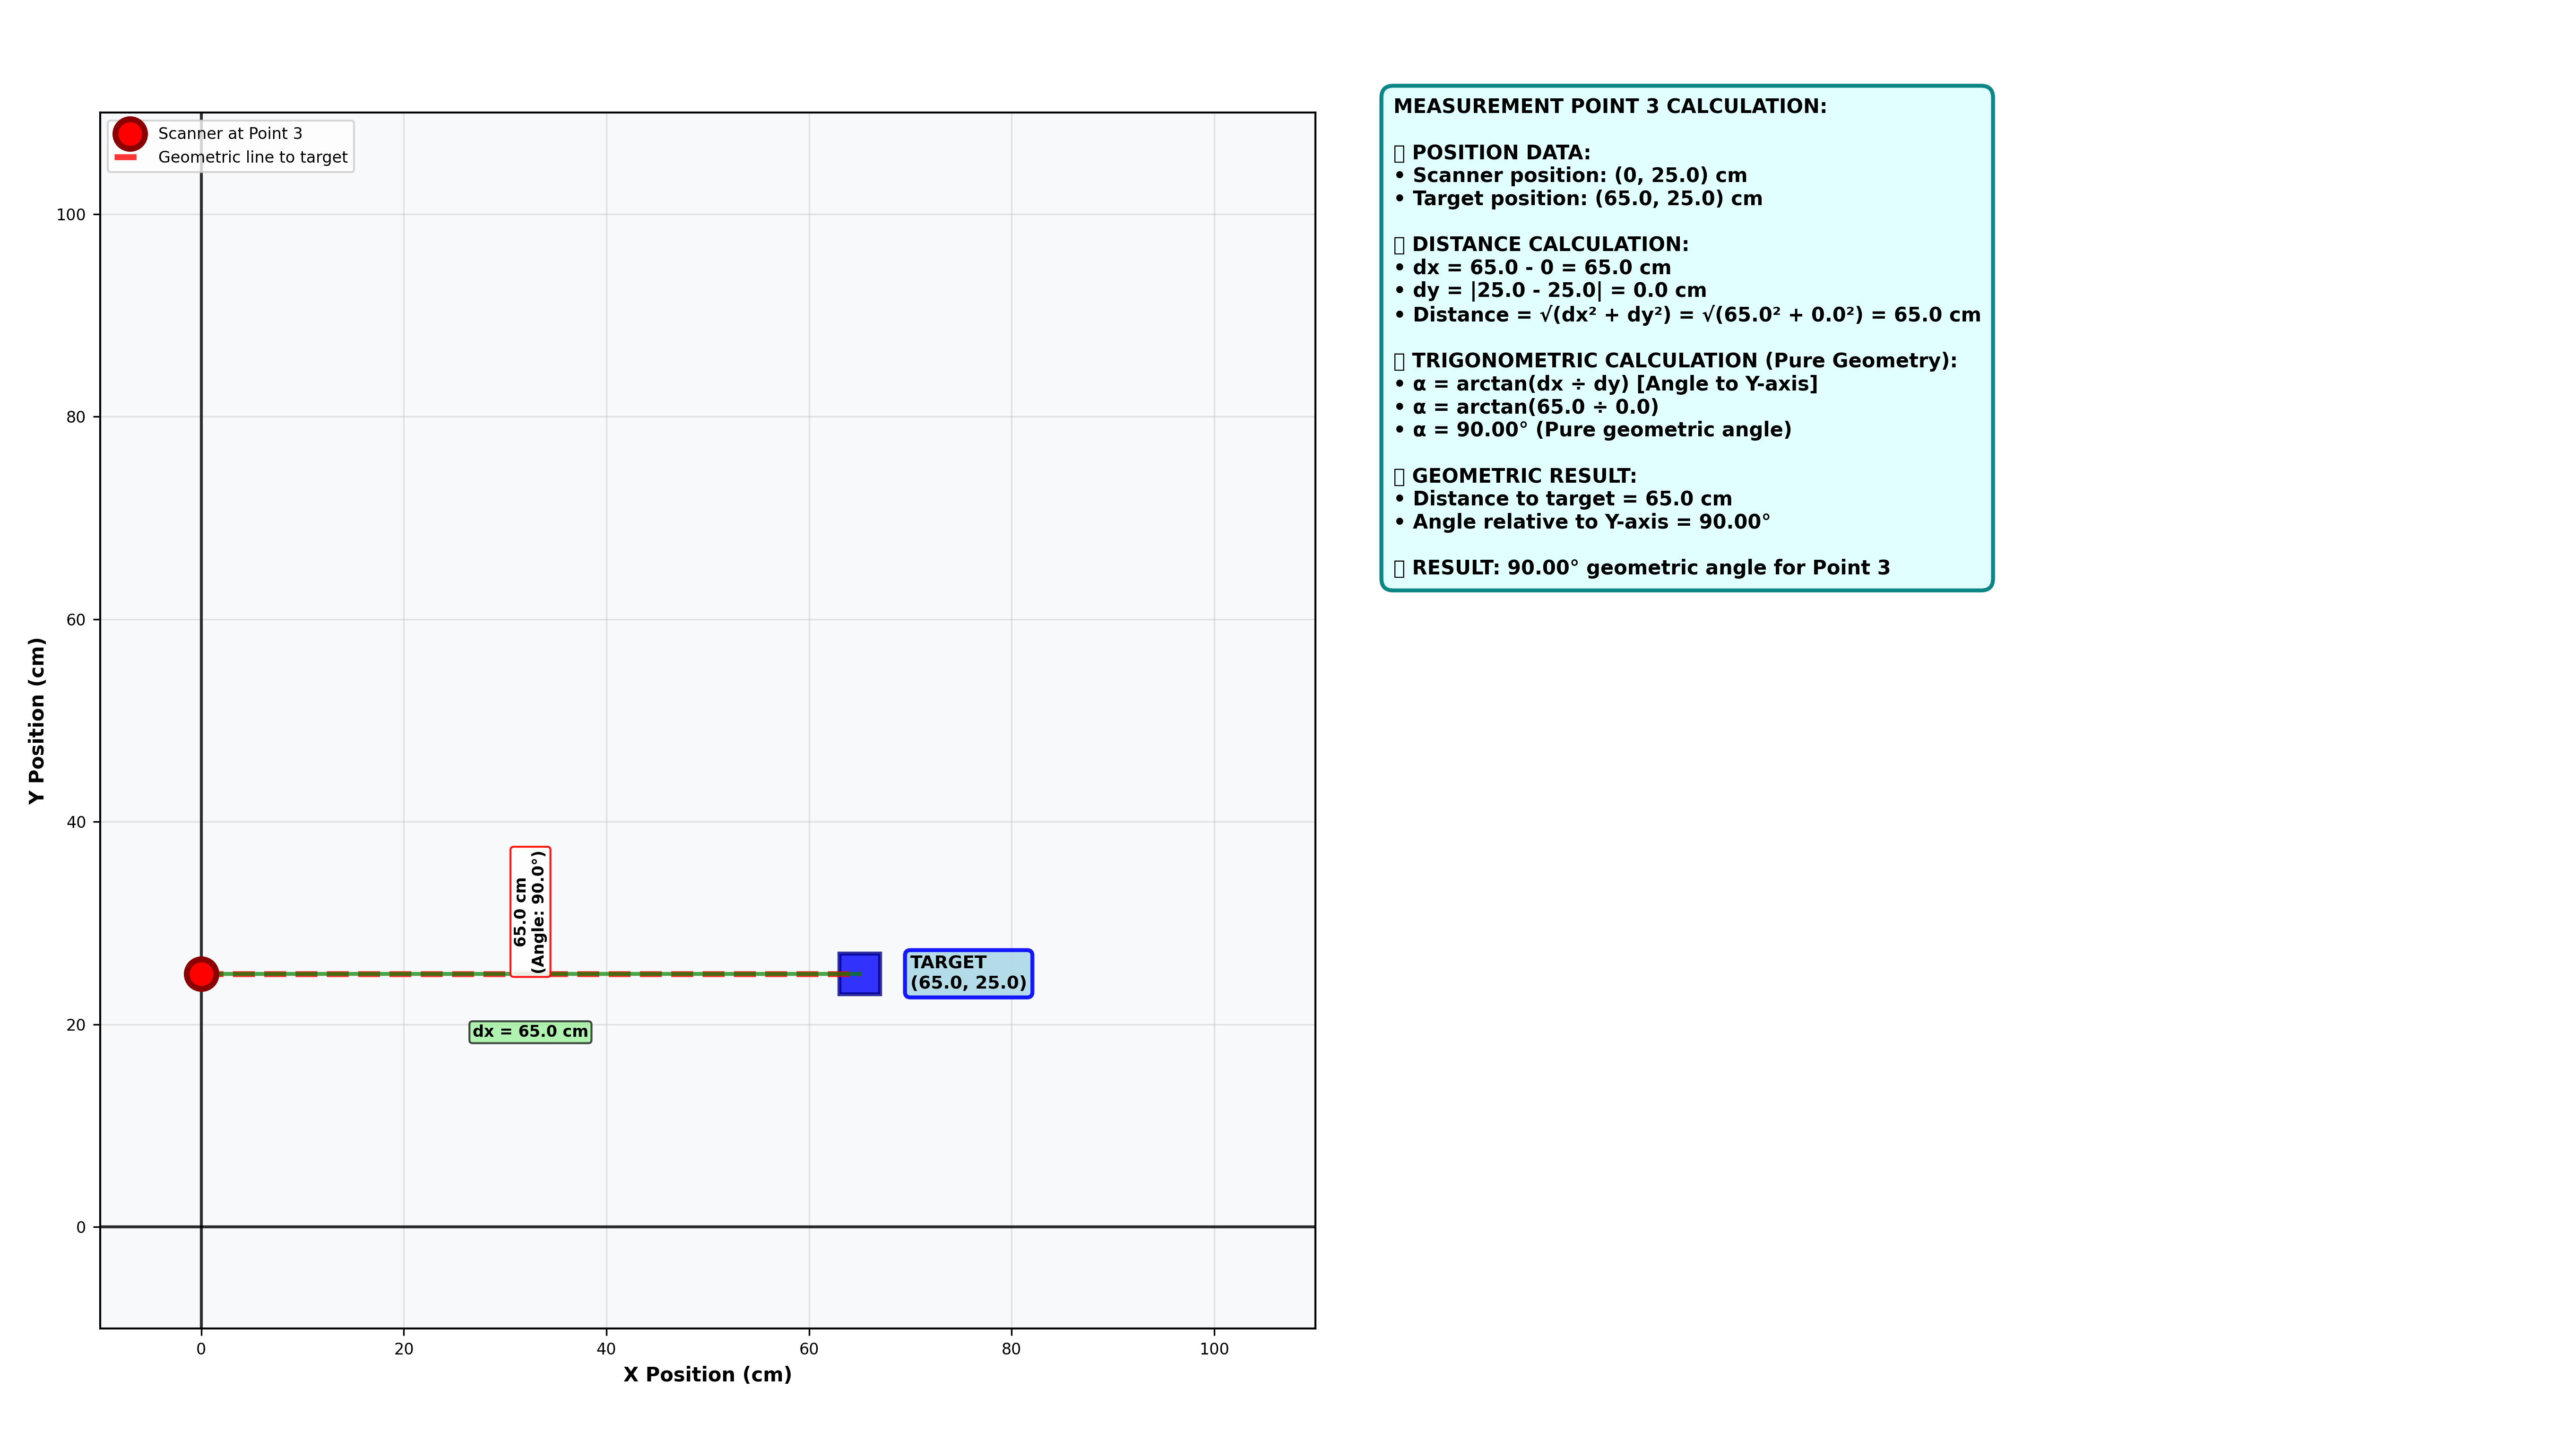 Scanner at Point 3
Geometric line to target
100
80
60
40
20
0
Y Position (cm)
65.0 cm
(Angle: 90.0°)
dx = 65.0 cm
TARGET
(65.0, 25.0)
0
20
40
60
80
100
X Position (cm)
MEASUREMENT POINT 3 CALCULATION:
POSITION DATA:
• Scanner position: (0, 25.0) cm
• Target position: (65.0, 25.0) cm
DISTANCE CALCULATION:
• dx = 65.0 - 0 = 65.0 cm
• dy = |25.0 - 25.0| = 0.0 cm
• Distance = √(dx² + dy²) = √(65.0² + 0.0²) = 65.0 cm
TRIGONOMETRIC CALCULATION (Pure Geometry):
• α = arctan(dx ÷ dy) [Angle to Y-axis]
• α = arctan(65.0 ÷ 0.0)
• α = 90.00° (Pure geometric angle)
GEOMETRIC RESULT:
• Distance to target = 65.0 cm
• Angle relative to Y-axis = 90.00°
RESULT: 90.00° geometric angle for Point 3